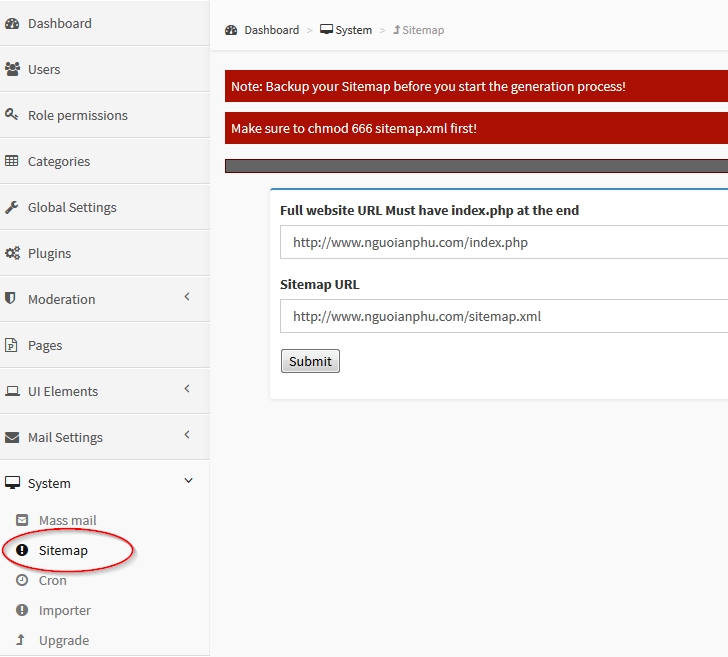 Dashboard
Users
Role permissions
Categories
Global Settings
Plugins
Moderation
Pages
UI Elements
Mail Settings
System
Mass mail
Sitemap
Cron
Importer
Upgrade
Dashboard > System > Sitemap
Note: Backup your Sitemap before you start the generation process!
Make sure to chmod 666 sitemap.xml first!
Full website URL Must have index.php at the end
http://www.nguoianphu.com/index.php
Sitemap URL
http://www.nguoianphu.com/sitemap.xml
Submit